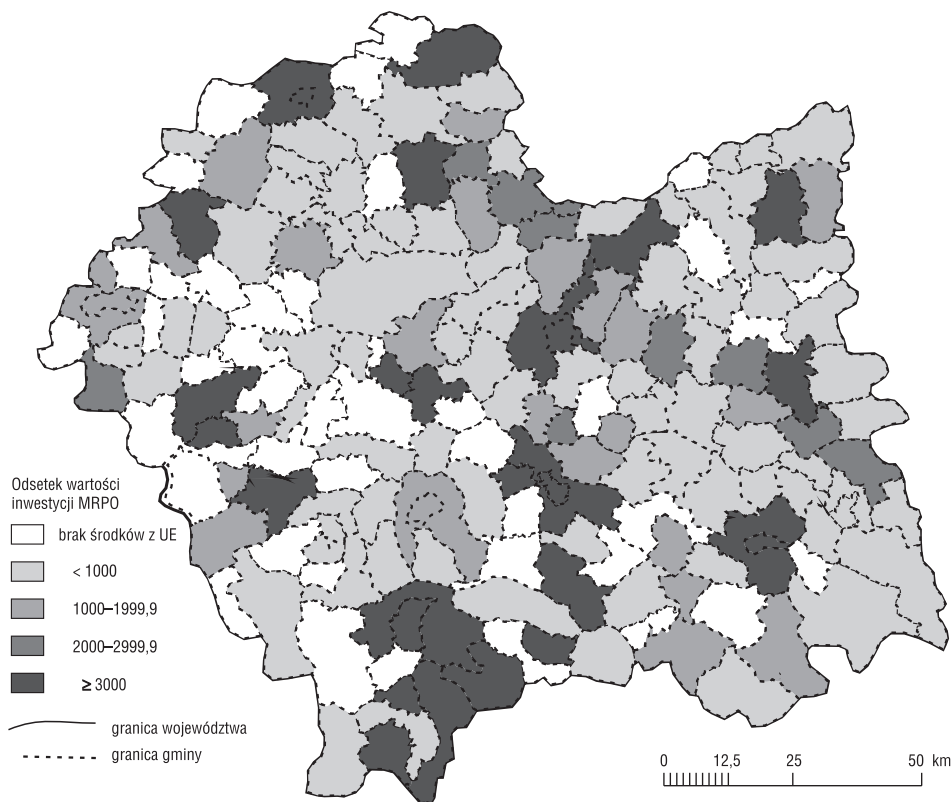 Odsetek wartości
inwestycji MRPO
brak środków z UE
< 1000
1000–1999,9
2000–2999,9
≥ 3000
granica województwa
granica gminy
0 12,5 25 50 km